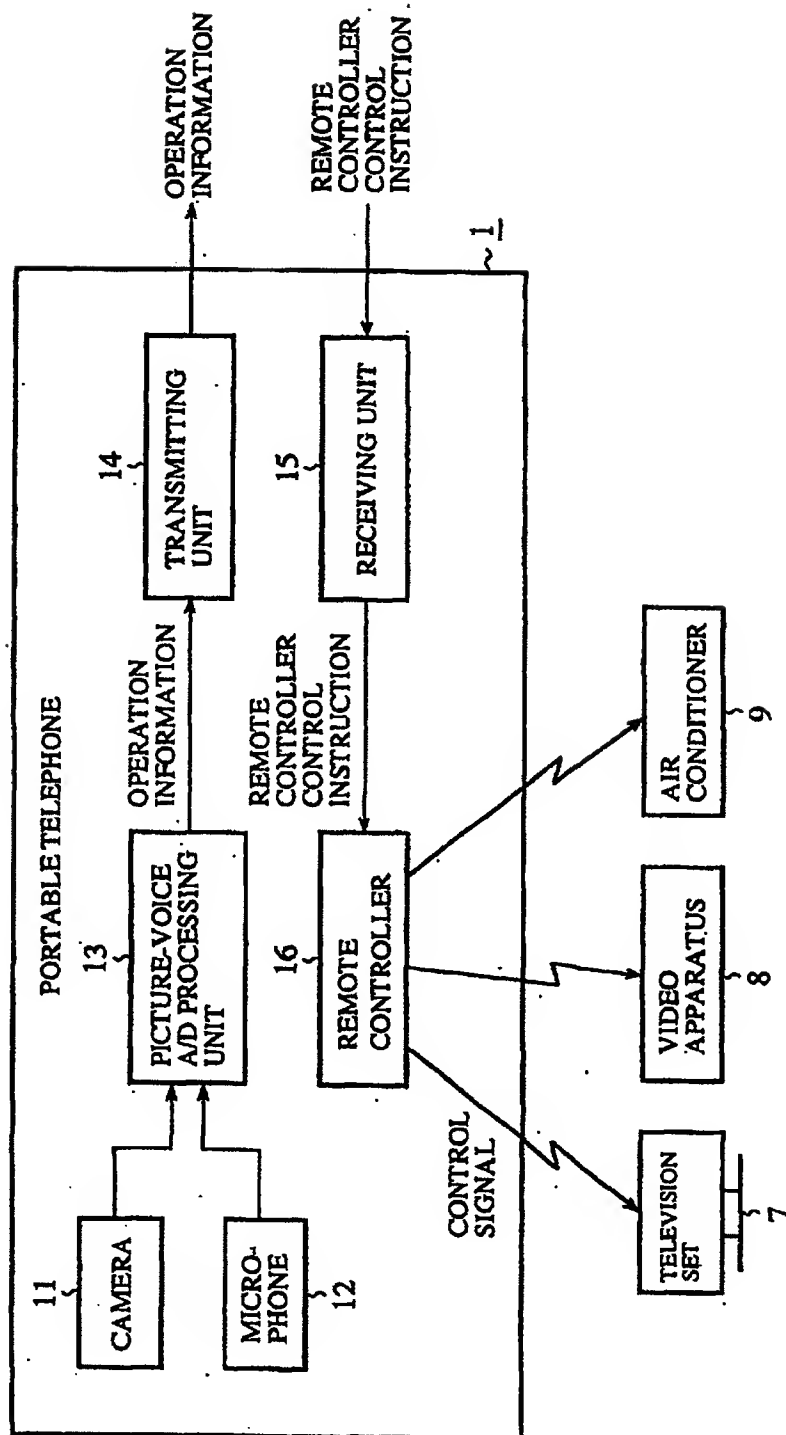 PORTABLE TELEPHONE
11
CAMERA
12
MICRO-
PHONE
13
PICTURE-VOICE
A/D PROCESSING
UNIT
OPERATION
INFORMATION
14
TRANSMITTING
UNIT
OPERATION
INFORMATION
16
REMOTE
CONTROLLER
REMOTE
CONTROLLER
CONTROL
INSTRUCTION
15
RECEIVING UNIT
REMOTE
CONTROLLER
CONTROL
INSTRUCTION
1
CONTROL
SIGNAL
TELEVISION
SET
7
VIDEO
APPARATUS
8
AIR
CONDITIONER
9